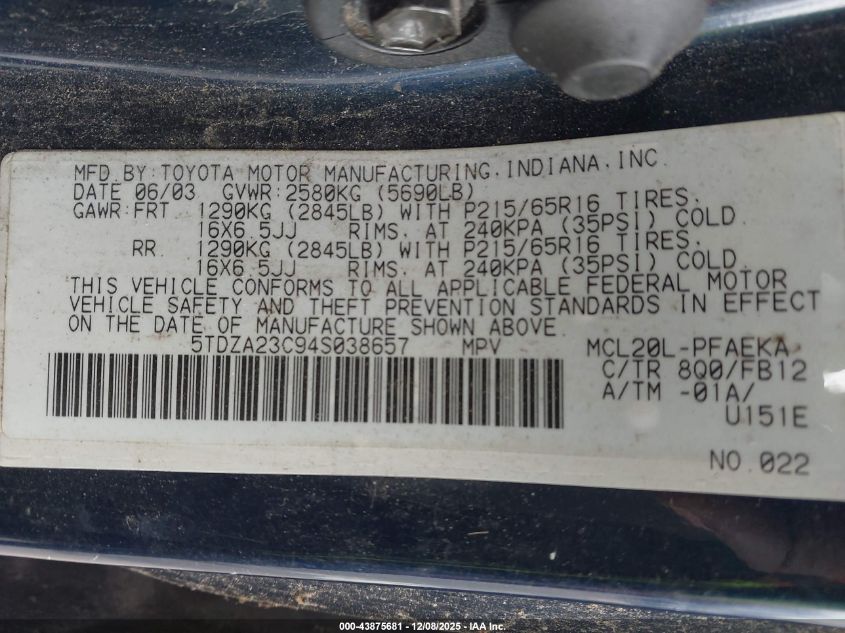 MFD.BY:TOYOTA MOTOR MANUFACTURING.INDIANA.INC.
DATE 06/03 GVWR:2580KG (5690LB)
GAWR:FRT 1290KG (2845LB) WITH P215/65R16 TIRES.
16X6.5JJ RIMS. AT 240KPA (35PSI) COLD.
RR 1290KG (2845LB) WITH P215/65R16 TIRES.
16X6.5JJ RIMS. AT 240KPA (35PSI) COLD.
THIS VEHICLE CONFORMS TO ALL APPLICABLE FEDERAL MOTOR
VEHICLE SAFETY AND THEFT PREVENTION STANDARDS IN EFFECT
ON THE DATE OF MANUFACTURE SHOWN ABOVE.
5TDZA23C94S038657 MPV MCL20L-PFAEKA
C/TR 8Q0/FB12
A/TM -01A/
U151E
NO.022
000-43875681 - 12/08/2025 - IAA Inc.